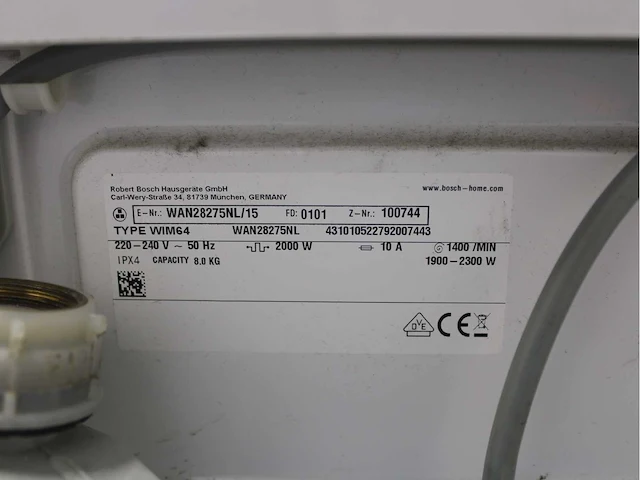 Robert Bosch Hausgeräte GmbH
Carl-Wery-Straße 34, 81739 München, GERMANY
www.bosch-home.com
E-Nr.: WAN28275NL/15 FD: 0101 Z-Nr.: 100744
TYPE WIM64 WAN28275NL 431010522792007443
220-240 V ~ 50 Hz 2000 W 10 A 1400 /MIN
IPX4 CAPACITY 8.0 KG 1900-2300 W
DVE CE